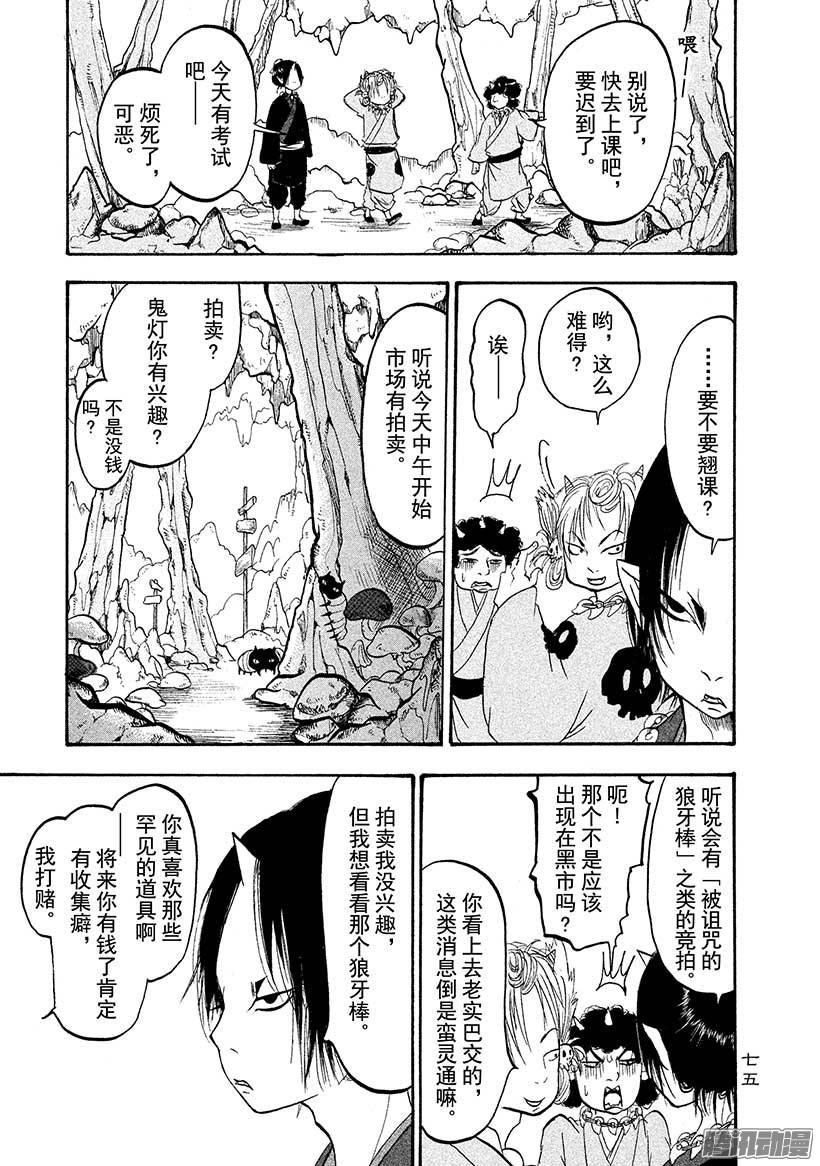 喂——
别说了，
快去上课吧，
要迟到了。
今天有考试
吧——
烦死了，
可恶。
……要不要翘课？
哟，这么
难得？
诶——
听说今天中午开始
市场有拍卖。
拍卖？
鬼灯你有兴趣？
不是没钱
吗？
听说会有「被诅咒的
狼牙棒」之类的竞拍。
呃！
那个不是应该
出现在黑市吗？
你看上去老实巴交的，
这类消息倒是蛮灵通嘛。
拍卖我没兴趣，
但我想看看那个狼牙棒。
你真喜欢那些
罕见的道具啊
——
将来你有钱了肯定
有收集癖，
我打赌。
七五
腾讯动漫